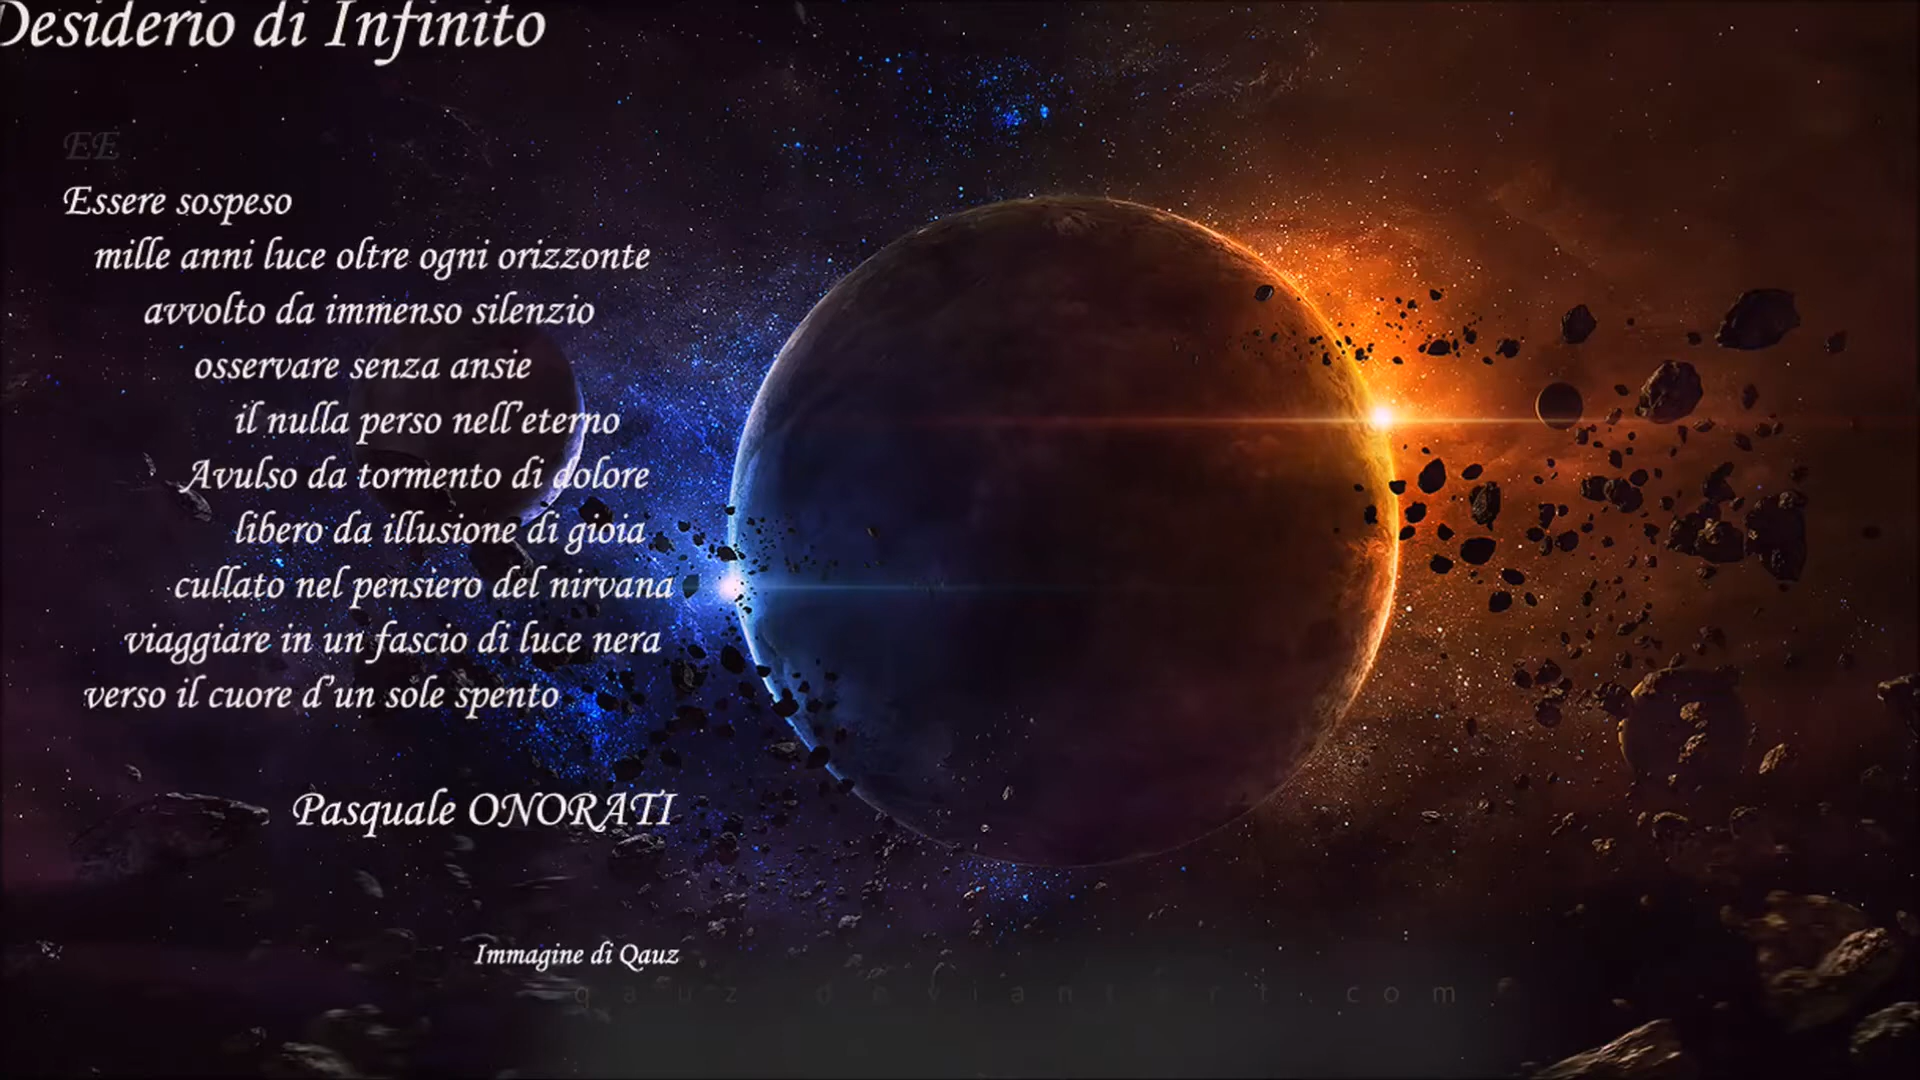 Desiderio di Infinito
EE
Essere sospeso
mille anni luce oltre ogni orizzonte
avvolto da immenso silenzio
osservare senza ansie
il nulla perso nell'eterno
Avulso da tormento di dolore
libero da illusione di gioia
cullato nel pensiero del nirvana
viaggiare in un fascio di luce nera
verso il cuore d'un sole spento
Pasquale ONORATI
Immagine di Qauz
qauz.deviantart.com